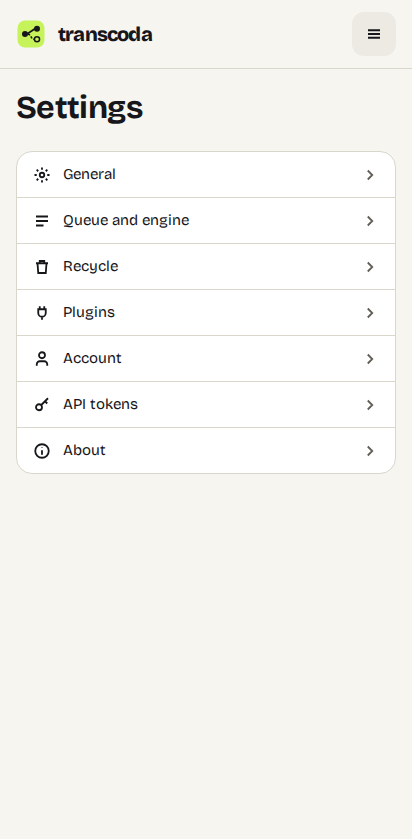 transcoda
Settings
General
Queue and engine
Recycle
Plugins
Account
API tokens
About